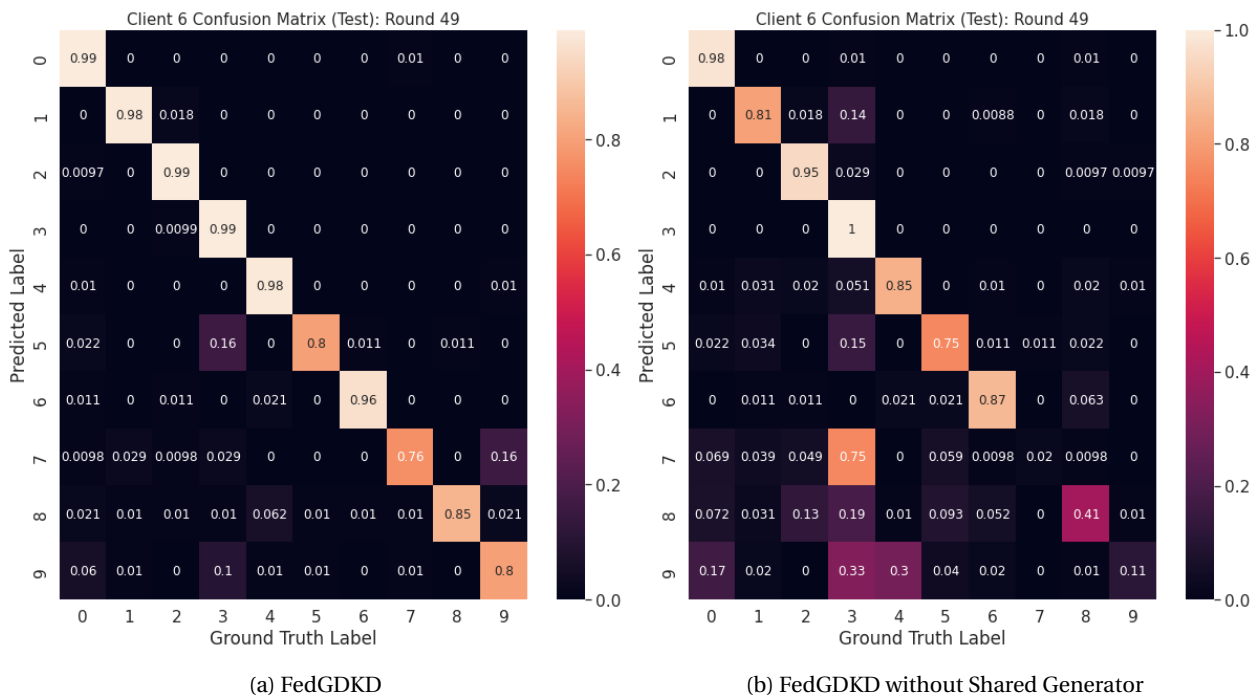 Client 6 Confusion Matrix (Test): Round 49
Predicted Label
0 0.99 0 0 0 0 0 0 0.01 0 0
1 0 0.98 0.018 0 0 0 0 0 0 0
2 0.0097 0 0.99 0 0 0 0 0 0 0
3 0 0 0.0099 0.99 0 0 0 0 0 0
4 0.01 0 0 0 0.98 0 0 0 0 0.01
5 0.022 0 0 0.16 0 0.8 0.011 0 0.011 0
6 0.011 0 0.011 0 0.021 0 0.96 0 0 0
7 0.0098 0.029 0.0098 0.029 0 0 0 0.76 0 0.16
8 0.021 0.01 0.01 0.01 0.062 0.01 0.01 0.01 0.85 0.021
9 0.06 0.01 0 0.1 0.01 0.01 0 0.01 0 0.8
0 1 2 3 4 5 6 7 8 9
Ground Truth Label
0.8
0.6
0.4
0.2
0.0
(a) FedGDKD
Client 6 Confusion Matrix (Test): Round 49
Predicted Label
0 0.98 0 0 0.01 0 0 0 0 0.01 0
1 0 0.81 0.018 0.14 0 0 0.0088 0 0.018 0
2 0 0 0.95 0.029 0 0 0 0 0.0097 0.0097
3 0 0 0 1 0 0 0 0 0 0
4 0.01 0.031 0.02 0.051 0.85 0 0.01 0 0.02 0.01
5 0.022 0.034 0 0.15 0 0.75 0.011 0.011 0.022 0
6 0 0.011 0.011 0 0.021 0.021 0.87 0 0.063 0
7 0.069 0.039 0.049 0.75 0 0.059 0.0098 0.02 0.0098 0
8 0.072 0.031 0.13 0.19 0.01 0.093 0.052 0 0.41 0.01
9 0.17 0.02 0 0.33 0.3 0.04 0.02 0 0.01 0.11
0 1 2 3 4 5 6 7 8 9
Ground Truth Label
1.0
0.8
0.6
0.4
0.2
0.0
(b) FedGDKD without Shared Generator